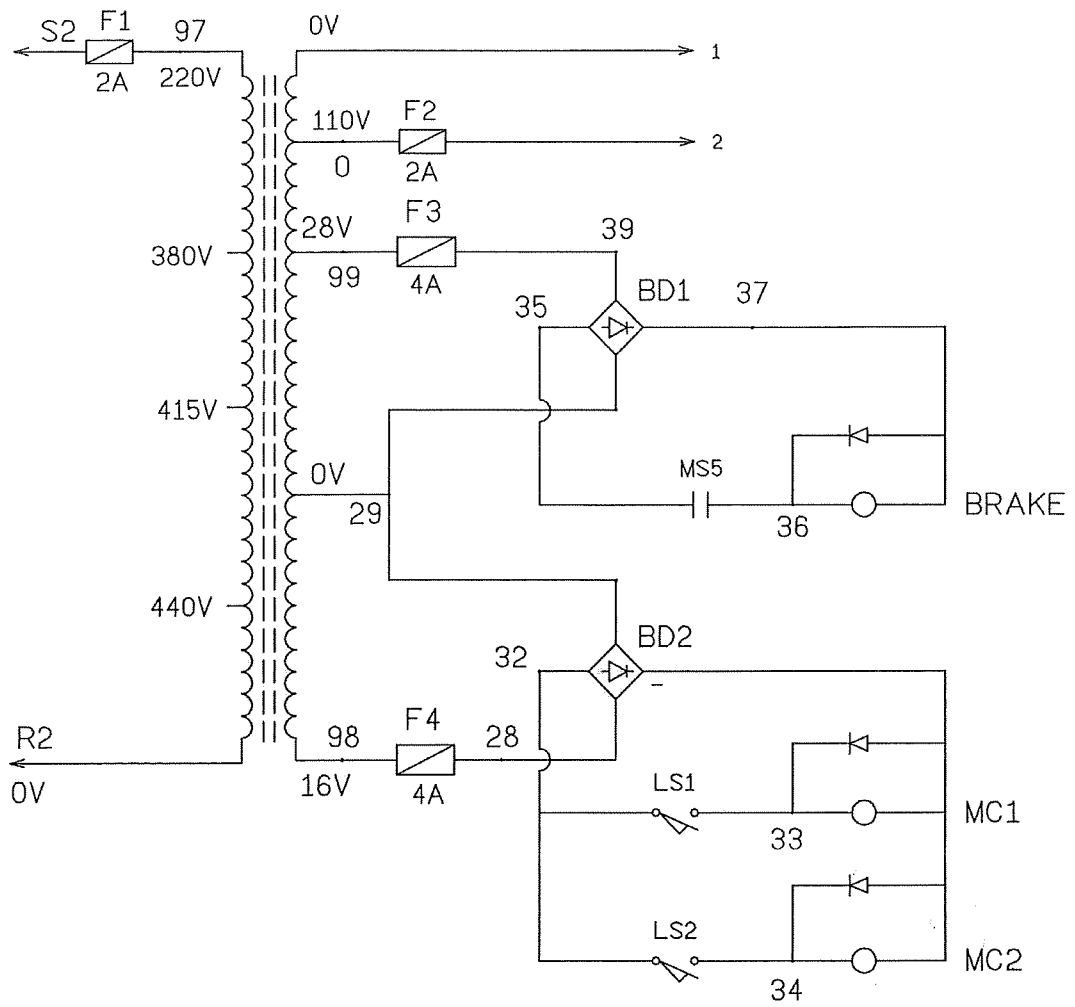 S2
F1
97
2A
220V
0V
1
110V
F2
2
0
2A
28V
F3
39
380V
99
4A
35
BD1
37
415V
0V
29
MS5
36
BRAKE
440V
BD2
32
-
R2
0V
98
F4
28
16V
4A
LS1
33
MC1
LS2
34
MC2